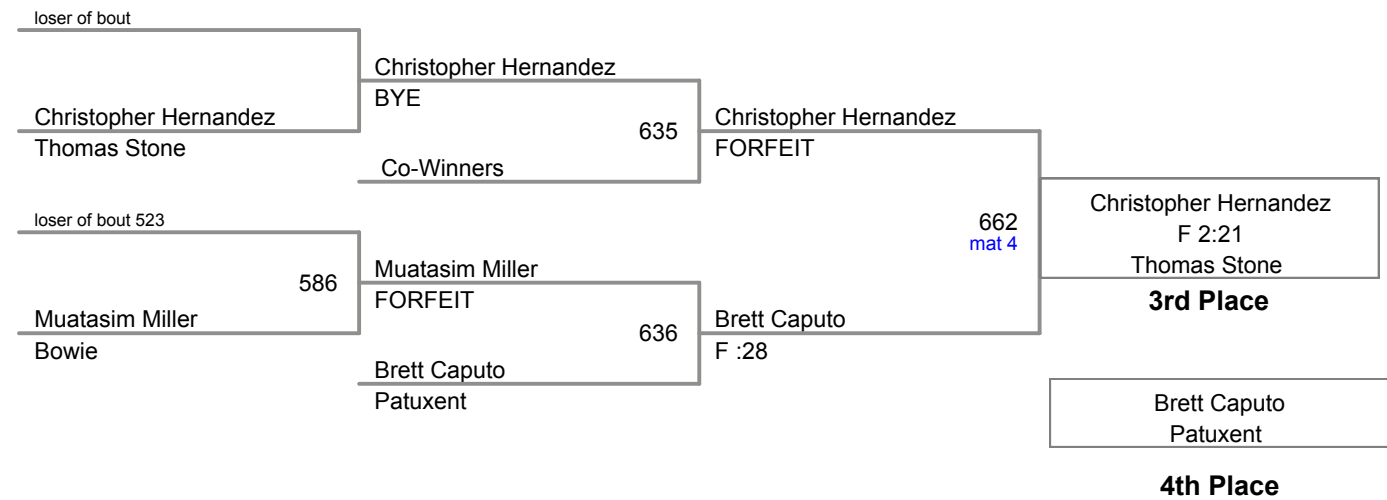 loser of bout
Christopher Hernandez
BYE
Christopher Hernandez
Thomas Stone
635
Christopher Hernandez
FORFEIT
Co-Winners
loser of bout 523
662
mat 4
Christopher Hernandez
F 2:21
Thomas Stone
3rd Place
586
Muatasim Miller
FORFEIT
Muatasim Miller
Bowie
636
Brett Caputo
F :28
Brett Caputo
Patuxent
Brett Caputo
Patuxent
4th Place